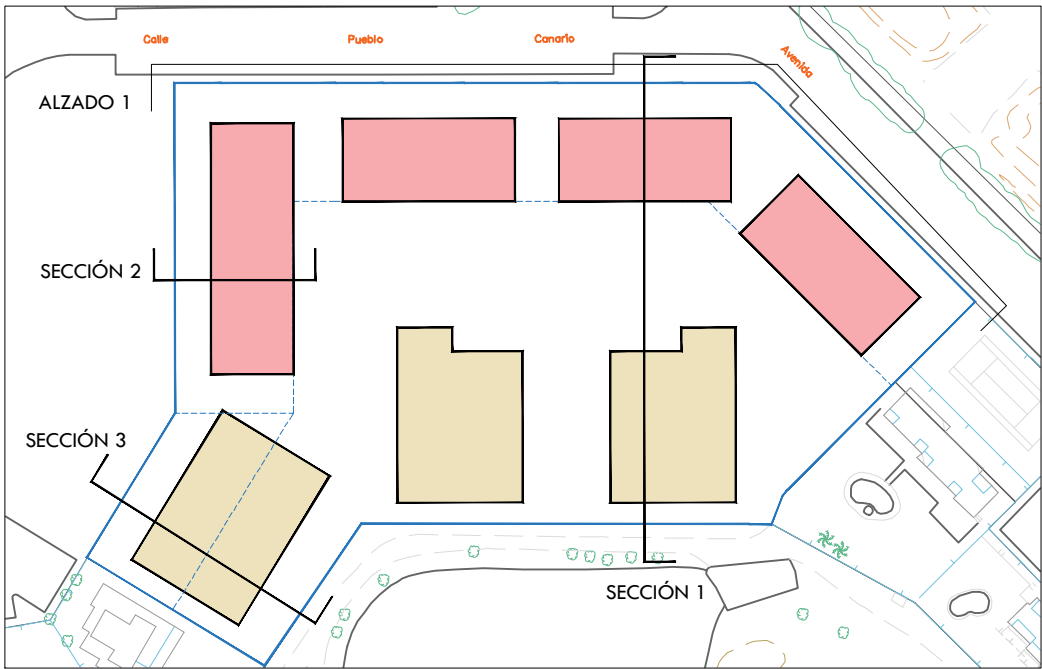 Calle Pueblo Canario
Avenida
ALZADO 1
SECCIÓN 2
SECCIÓN 3
SECCIÓN 1